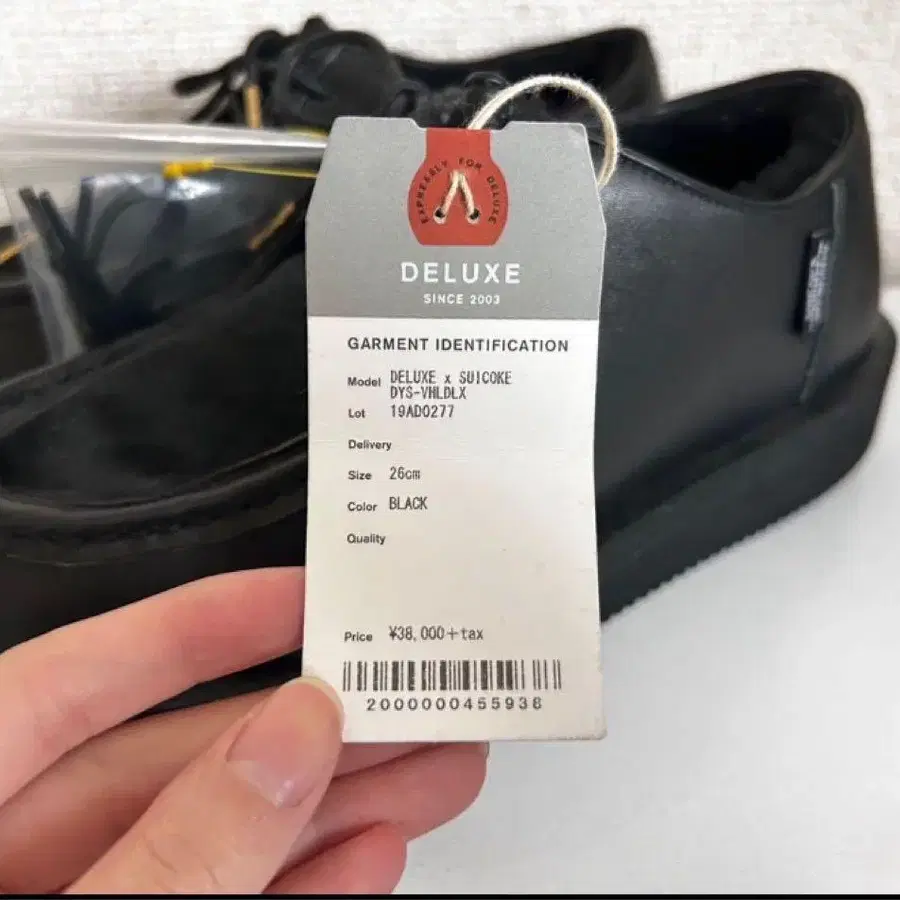 EXPRESSLY FOR DELUXE
DELUXE
SINCE 2003
GARMENT IDENTIFICATION
Model DELUXE x SUICOKE
DYS-VHLDLX
Lot 19AD0277
Delivery
Size 26cm
Color BLACK
Quality
Price ¥38,000+tax
2000000455938